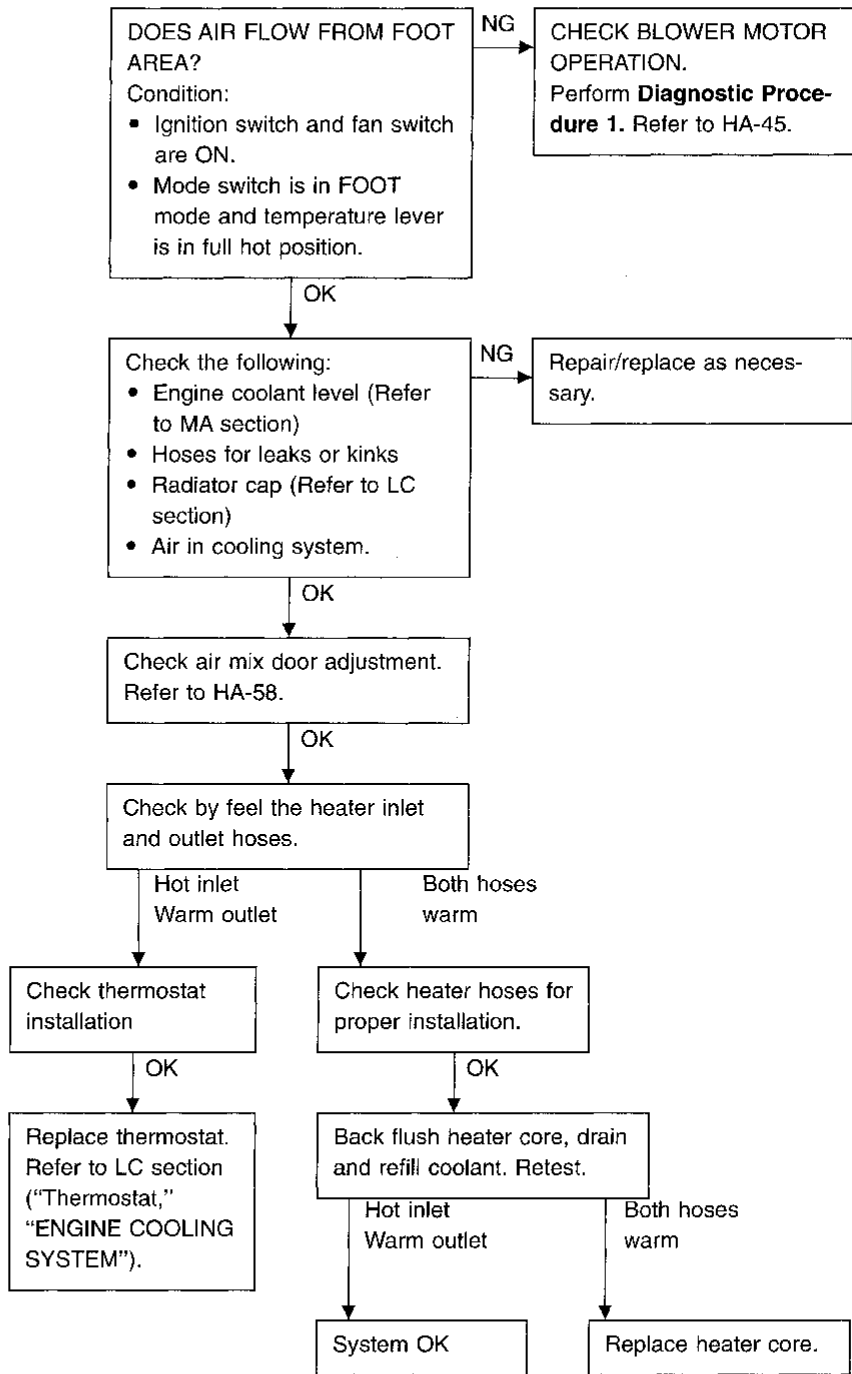 DOES AIR FLOW FROM FOOT
AREA?
Condition:
• Ignition switch and fan switch
are ON.
• Mode switch is in FOOT
mode and temperature lever
is in full hot position.
NG
CHECK BLOWER MOTOR
OPERATION.
Perform Diagnostic Proce-
dure 1. Refer to HA-45.
OK
Check the following:
• Engine coolant level (Refer
to MA section)
• Hoses for leaks or kinks
• Radiator cap (Refer to LC
section)
• Air in cooling system.
NG
Repair/replace as neces-
sary.
OK
Check air mix door adjustment.
Refer to HA-58.
OK
Check by feel the heater inlet
and outlet hoses.
Hot inlet
Warm outlet
Both hoses
warm
Check thermostat
installation
Check heater hoses for
proper installation.
OK
OK
Replace thermostat.
Refer to LC section
("Thermostat,"
"ENGINE COOLING
SYSTEM").
Back flush heater core, drain
and refill coolant. Retest.
Hot inlet
Warm outlet
Both hoses
warm
System OK
Replace heater core.